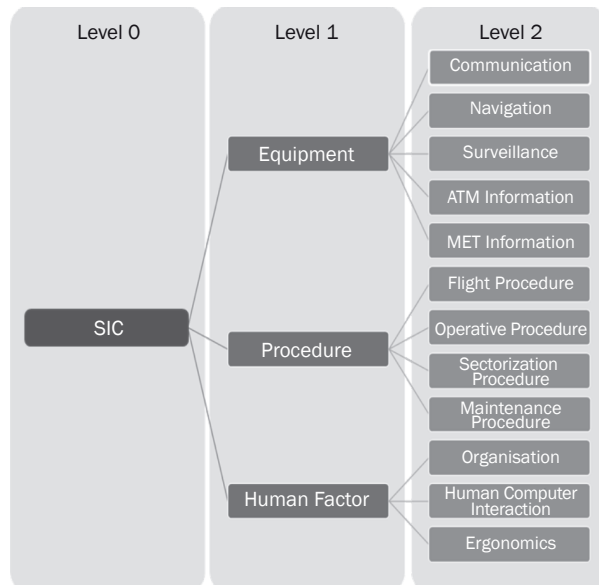 Level 0
Level 1
Level 2
SIC
Equipment
Procedure
Human Factor
Communication
Navigation
Surveillance
ATM Information
MET Information
Flight Procedure
Operative Procedure
Sectorization
Procedure
Maintenance
Procedure
Organisation
Human Computer
Interaction
Ergonomics